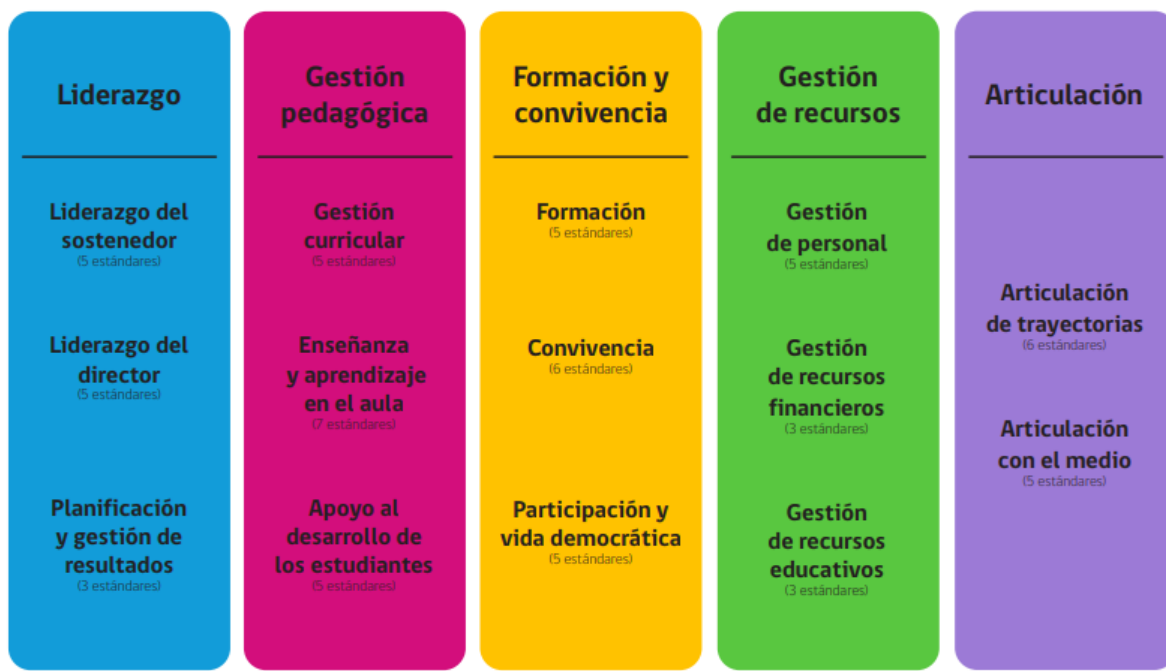 Liderazgo
Liderazgo del
sostenedor
(5 estándares)
Liderazgo del
director
(5 estándares)
Planificación
y gestión de
resultados
(3 estándares)
Gestión
pedagógica
Gestión
curricular
(5 estándares)
Enseñanza
y aprendizaje
en el aula
(7 estándares)
Apoyo al
desarrollo de
los estudiantes
(5 estándares)
Formación y
convivencia
Formación
(5 estándares)
Convivencia
(6 estándares)
Participación y
vida democrática
(5 estándares)
Gestión
de recursos
Gestión
de personal
(5 estándares)
Gestión
de recursos
financieros
(3 estándares)
Gestión
de recursos
educativos
(3 estándares)
Articulación
Articulación
de trayectorias
(6 estándares)
Articulación
con el medio
(5 estándares)